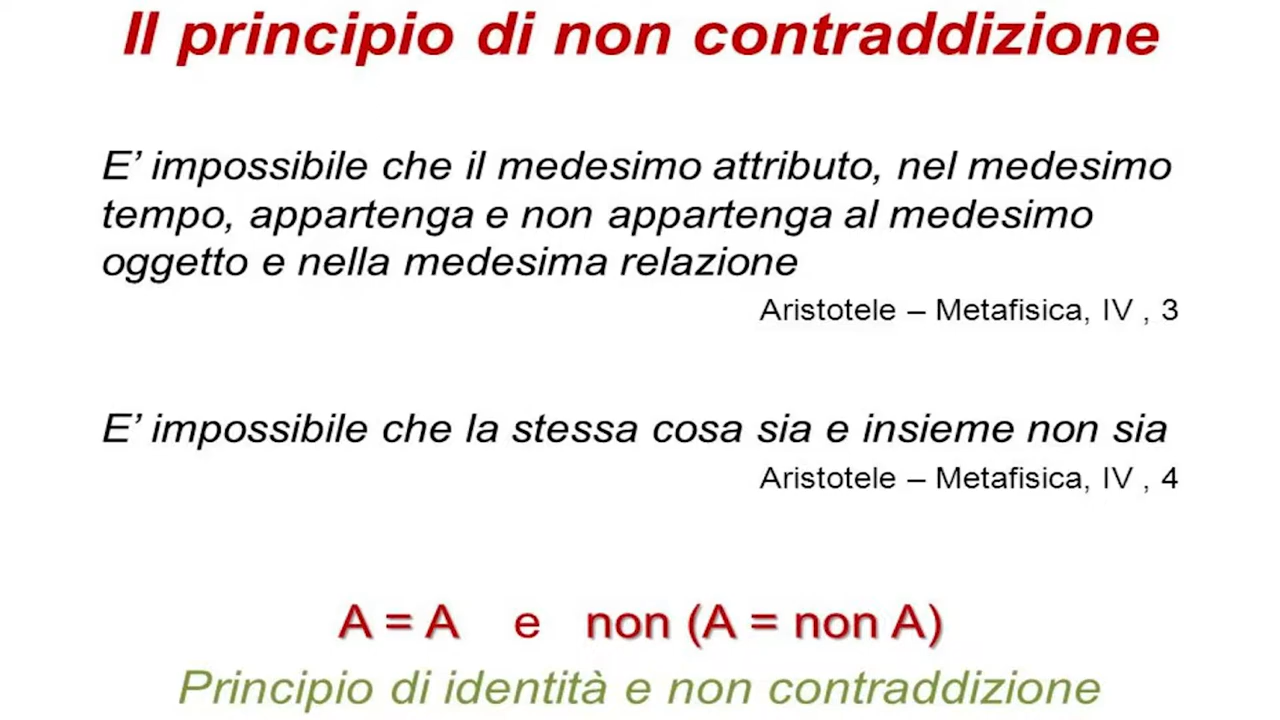 Il principio di non contraddizione
E’ impossibile che il medesimo attributo, nel medesimo
tempo, appartenga e non appartenga al medesimo
oggetto e nella medesima relazione
Aristotele – Metafisica, IV , 3
E’ impossibile che la stessa cosa sia e insieme non sia
Aristotele – Metafisica, IV , 4
A = A e non (A = non A)
Principio di identità e non contraddizione